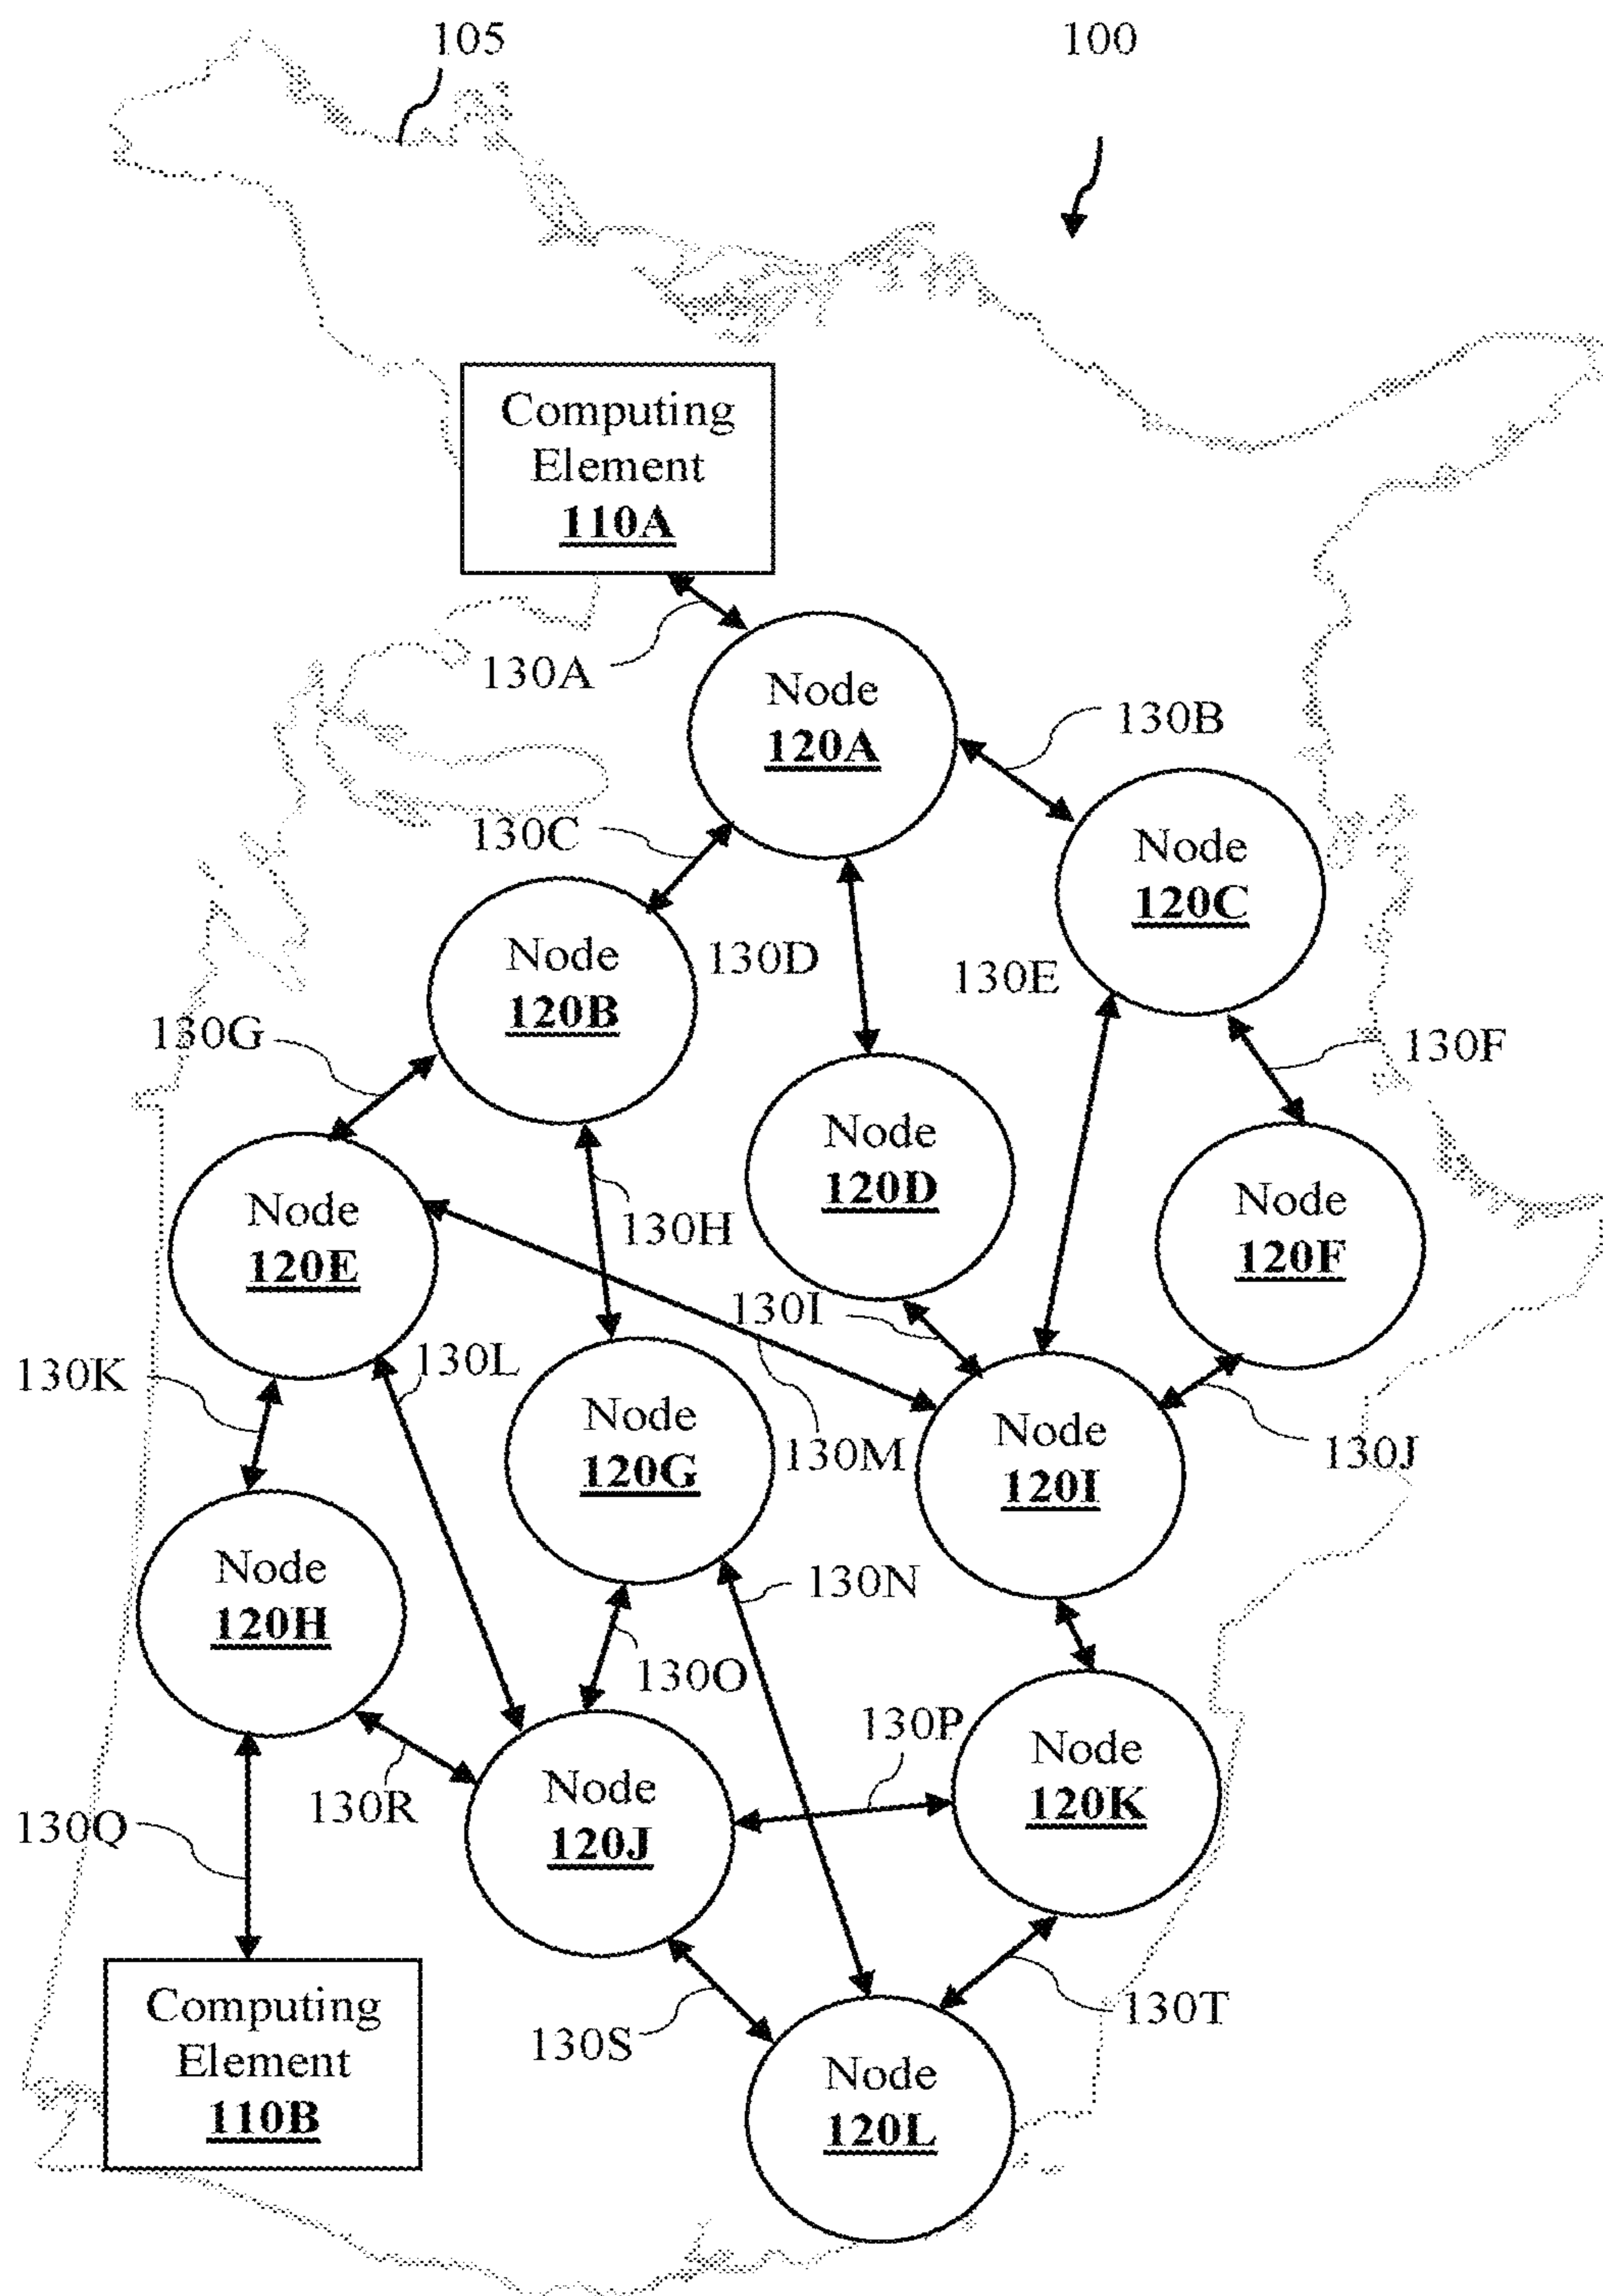 105
100
Computing
Element
110A
130A
Node
120A
130B
130C
Node
120C
Node
120B
130D
130E
130G
130F
Node
120D
Node
120E
130H
Node
120F
130I
130K
130L
Node
120G
130M
Node
120I
130J
Node
120H
130N
130O
130P
Node
120K
130Q
130R
Node
120J
Computing
Element
110B
130S
130T
Node
120L